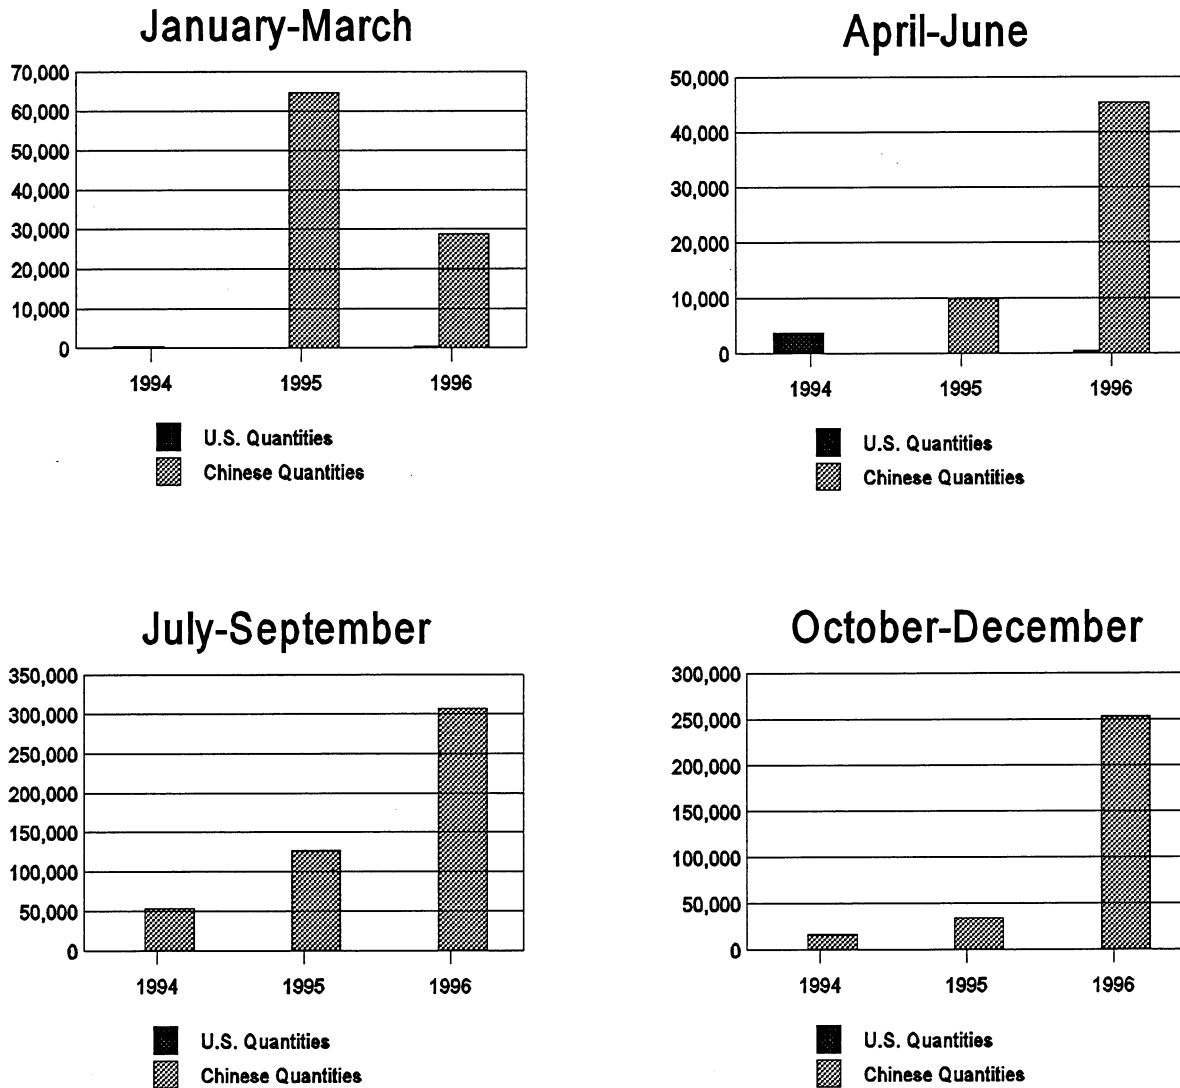 January-March
70,000
60,000
50,000
40,000
30,000
20,000
10,000
0
1994 1995 1996
U.S. Quantities
Chinese Quantities
April-June
50,000
40,000
30,000
20,000
10,000
0
1994 1995 1996
U.S. Quantities
Chinese Quantities
July-September
350,000
300,000
250,000
200,000
150,000
100,000
50,000
0
1994 1995 1996
U.S. Quantities
Chinese Quantities
October-December
300,000
250,000
200,000
150,000
100,000
50,000
0
1994 1995 1996
U.S. Quantities
Chinese Quantities